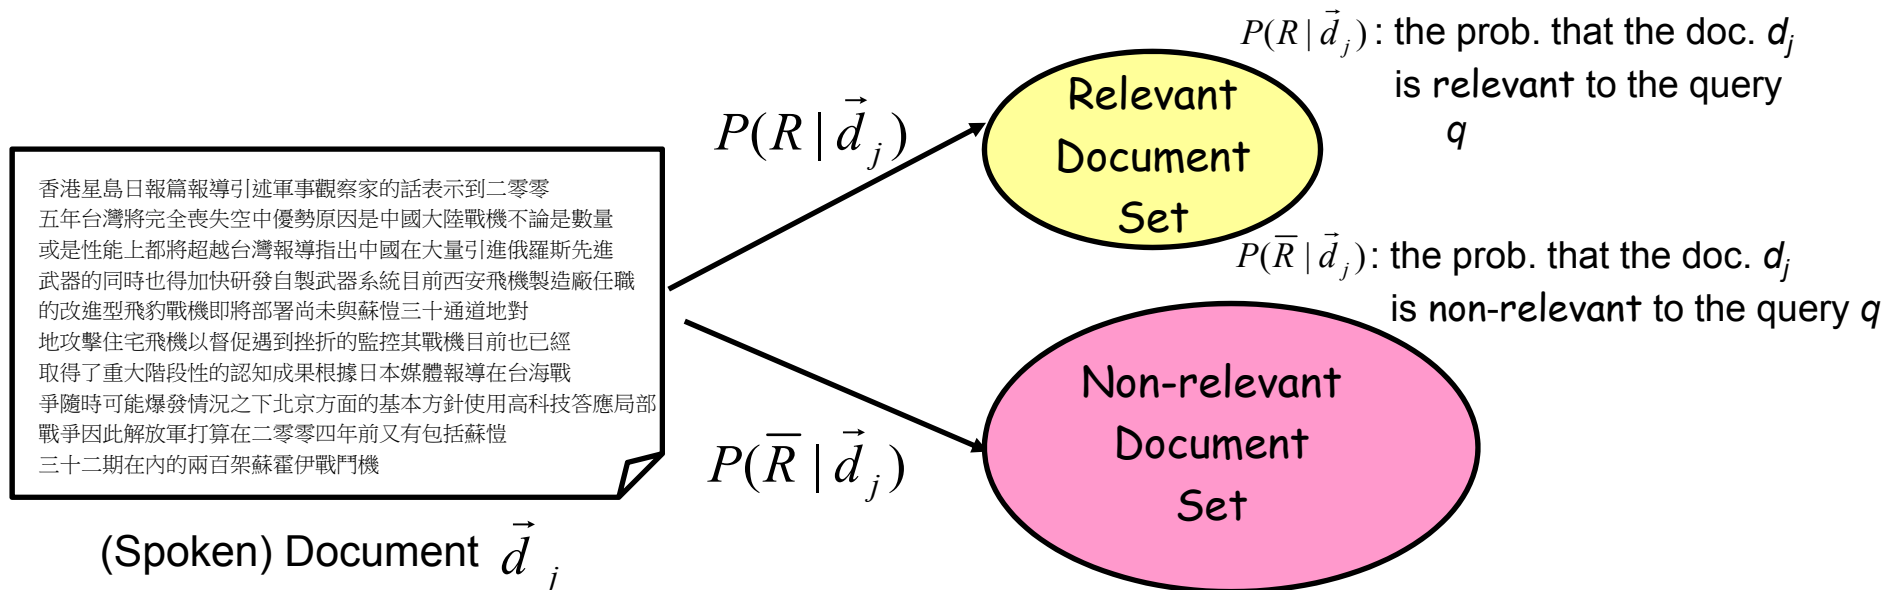 P(R | d⃗ j) : the prob. that the doc. dj
is relevant to the query
q
Relevant
Document
Set
P(R | d⃗ j)
香港星島日報篇報導引述軍事觀察家的話表示到二零零
五年台灣將完全喪失空中優勢原因是中國大陸戰機不論是數量
或是性能上都將超越台灣報導指出中國在大量引進俄羅斯先進
武器的同時也得加快研發自製武器系統目前西安飛機製造廠任職
的改進型飛豹戰機即將部署尚未與蘇愷三十通道地對
地攻擊住宅飛機以督促遇到挫折的監控其戰機目前也已經
取得了重大階段性的認知成果根據日本媒體報導在台海戰
爭隨時可能爆發情況之下北京方面的基本方針使用高科技答應局部
戰爭因此解放軍打算在二零零四年前又有包括蘇愷
三十二期在內的兩百架蘇霍伊戰鬥機
P(R̅ | d⃗ j) : the prob. that the doc. dj
is non-relevant to the query q
Non-relevant
Document
Set
P(R̅ | d⃗ j)
(Spoken) Document d⃗ j